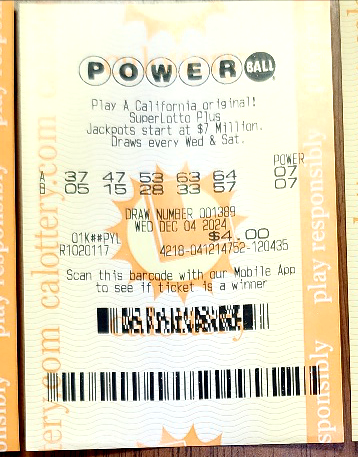 POWER BALL
Play A California original!
SuperLotto Plus
Jackpots start at $7 Million.
Draws every Wed & Sat.
POWER
A 37 47 53 63 64 07
B 05 15 28 33 57 07
DRAW NUMBER 001389
WED DEC 04 2024
01K##PYL $4.00
R1020117 4218-041214752-120435
Scan this barcode with our Mobile App
to see if ticket is a winner
calottery.com
play responsibly